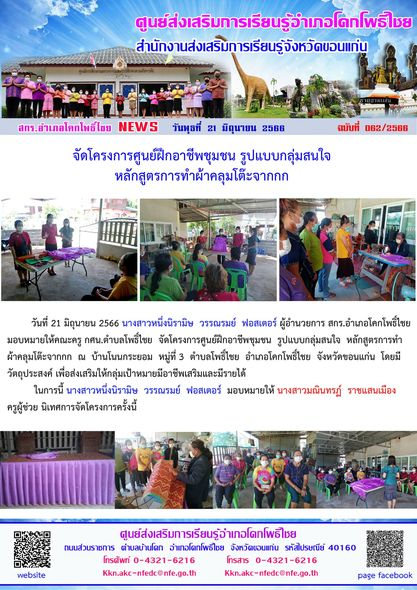 ศูนย์ส่งเสริมการเรียนรู้อำเภอโคกโพธิ์ไชย
สำนักงานส่งเสริมการเรียนรู้จังหวัดขอนแก่น
สกร.อำเภอโคกโพธิ์ไชย NEWS วันพุธที่ 21 มิถุนายน 2566 ฉบับที่ 062/2566
จัดโครงการศูนย์ฝึกอาชีพชุมชน รูปแบบกลุ่มสนใจ
หลักสูตรการทำผ้าคลุมโต๊ะจากกก
วันที่ 21 มิถุนายน 2566 นางสาวหนึ่งนิรามิษ วรรณรมย์ ฟอสเตอร์ ผู้อำนวยการ สกร.อำเภอโคกโพธิ์ไชย
มอบหมายให้คณะครู กศน.ตำบลโพธิ์ไชย จัดโครงการศูนย์ฝึกอาชีพชุมชน รูปแบบกลุ่มสนใจ หลักสูตรการทำ
ผ้าคลุมโต๊ะจากกก ณ บ้านโนนกระยอม หมู่ที่ 3 ตำบลโพธิ์ไชย อำเภอโคกโพธิ์ไชย จังหวัดขอนแก่น โดยมี
วัตถุประสงค์ เพื่อส่งเสริมให้กลุ่มเป้าหมายมีอาชีพเสริมและมีรายได้
ในการนี้ นางสาวหนึ่งนิรามิษ วรรณรมย์ ฟอสเตอร์ มอบหมายให้ นางสาวมณินทรฎ์ ราชแสนเมือง
ครูผู้ช่วย นิเทศการจัดโครงการครั้งนี้
ศูนย์ส่งเสริมการเรียนรู้อำเภอโคกโพธิ์ไชย
ถนนส่วนราชการ ตำบลบ้านโคก อำเภอโคกโพธิ์ไชย จังหวัดขอนแก่น รหัสไปรษณีย์ 40160
โทรศัพท์ 0-4321-6216 โทรสาร 0-4321-6216
Kkn.akc-nfedc@nfe.go.th Kkn.akc-nfedc@nfe.go.th
website page facebook